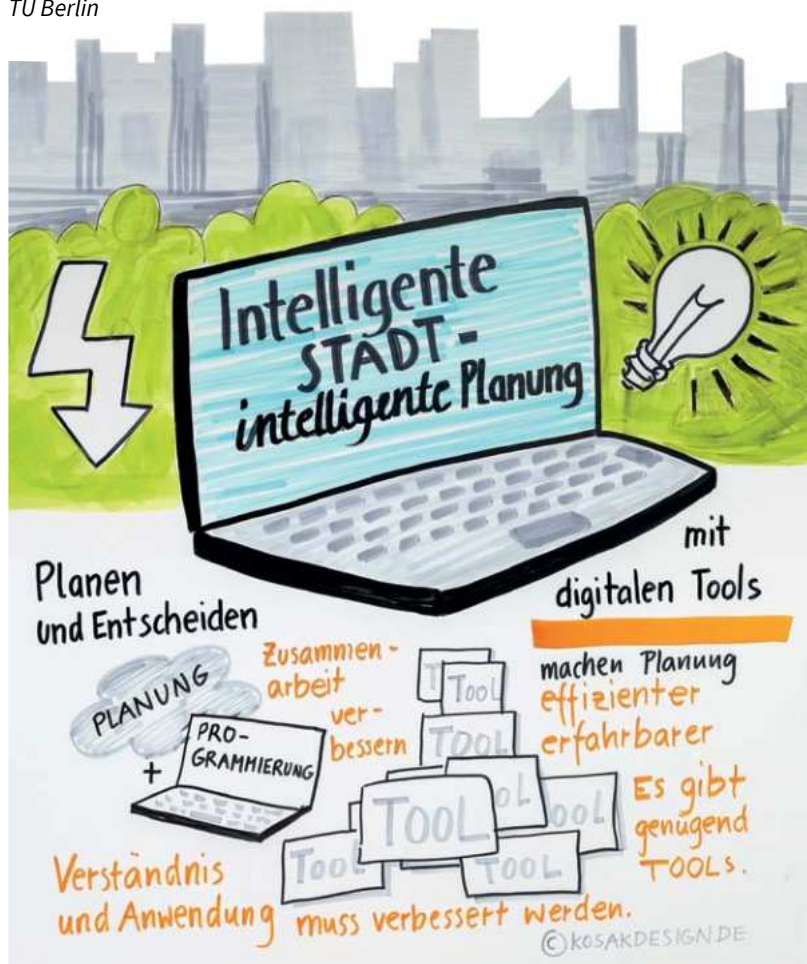 TU Berlin
Intelligente
STADT -
intelligente Planung
Planen
und Entscheiden
mit
digitalen Tools
PLANUNG
+
PRO-
GRAMMIERUNG
Zusammen-
arbeit
ver-
bessern
machen Planung
effizienter
erfahrbarer
T
Tool
TOOL
TOOL
OL
OOL
Tool
TOOL
Es gibt
genügend
TOOLs.
Verständnis
und Anwendung muss verbessert werden.
©KOSAKDESIGN.DE